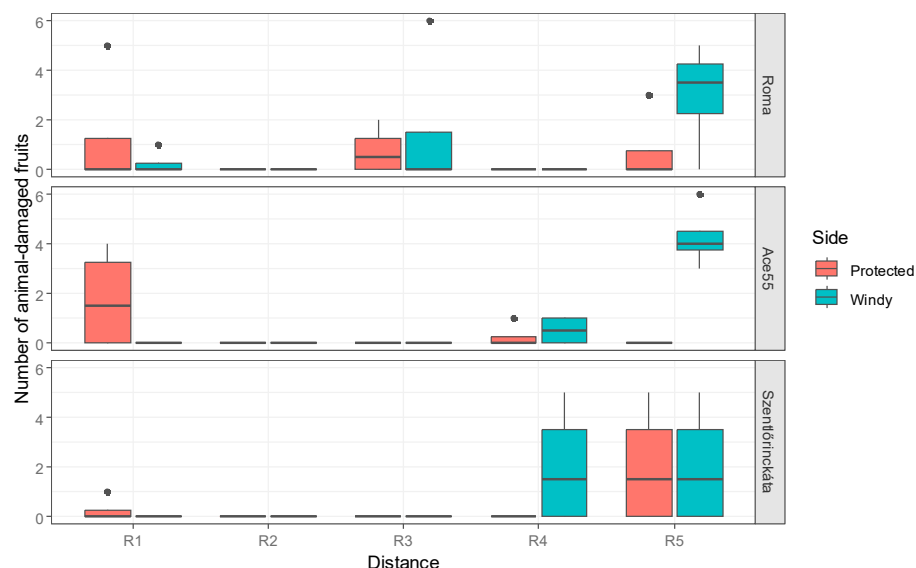 Number of animal-damaged fruits
6
4
2
0
Roma
6
4
2
0
Ace55
6
4
2
0
Szentlőrinckáta
R1 R2 R3 R4 R5
Distance
Side
Protected
Windy